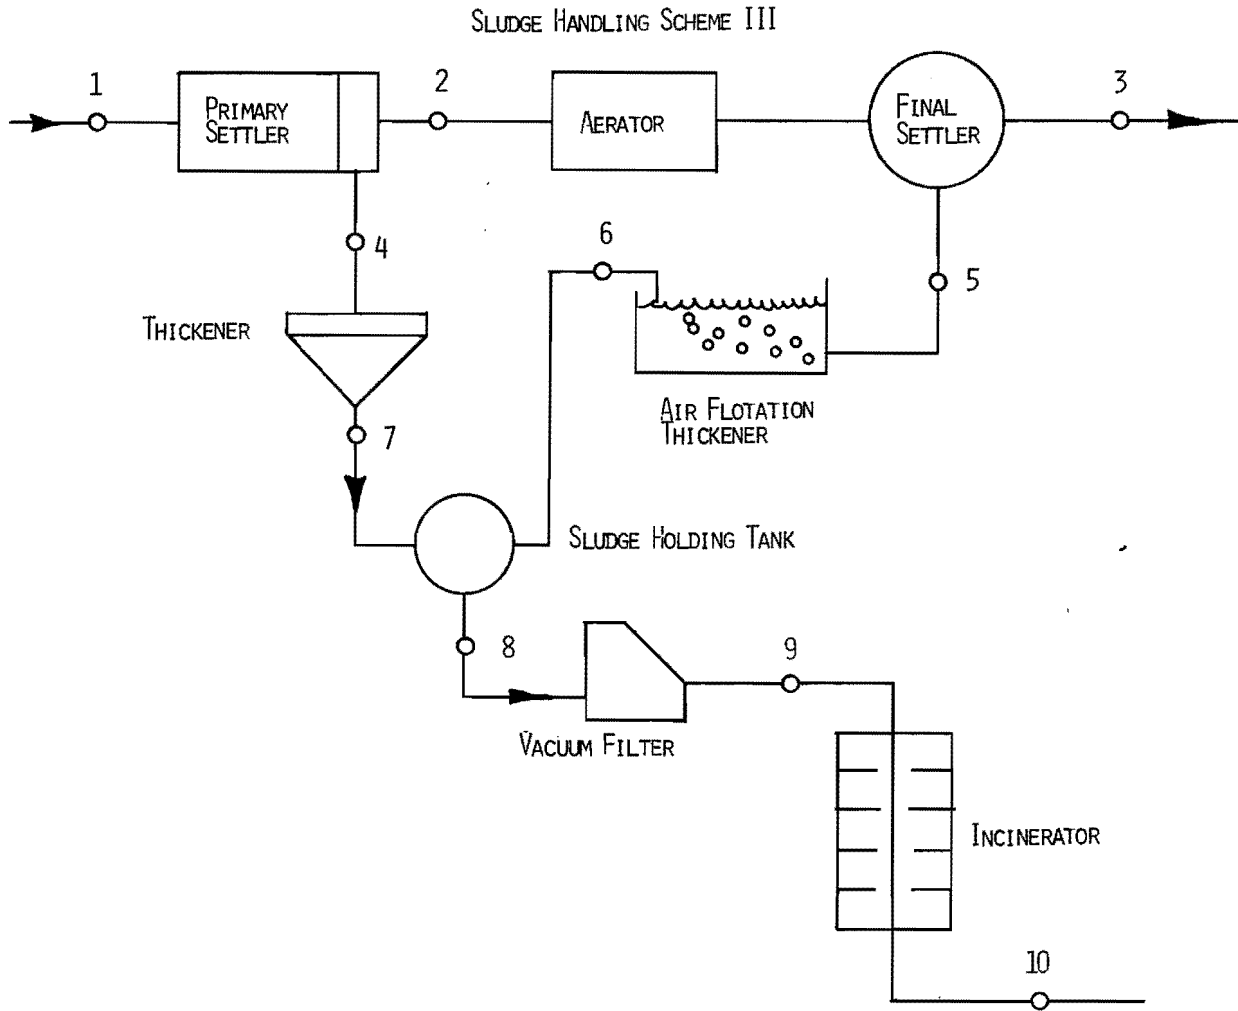 SLUDGE HANDLING SCHEME III
1
2
3
PRIMARY
SETTLER
AERATOR
FINAL
SETTLER
4
6
5
THICKENER
AIR FLOTATION
THICKENER
7
SLUDGE HOLDING TANK
8
9
VACUUM FILTER
INCINERATOR
10